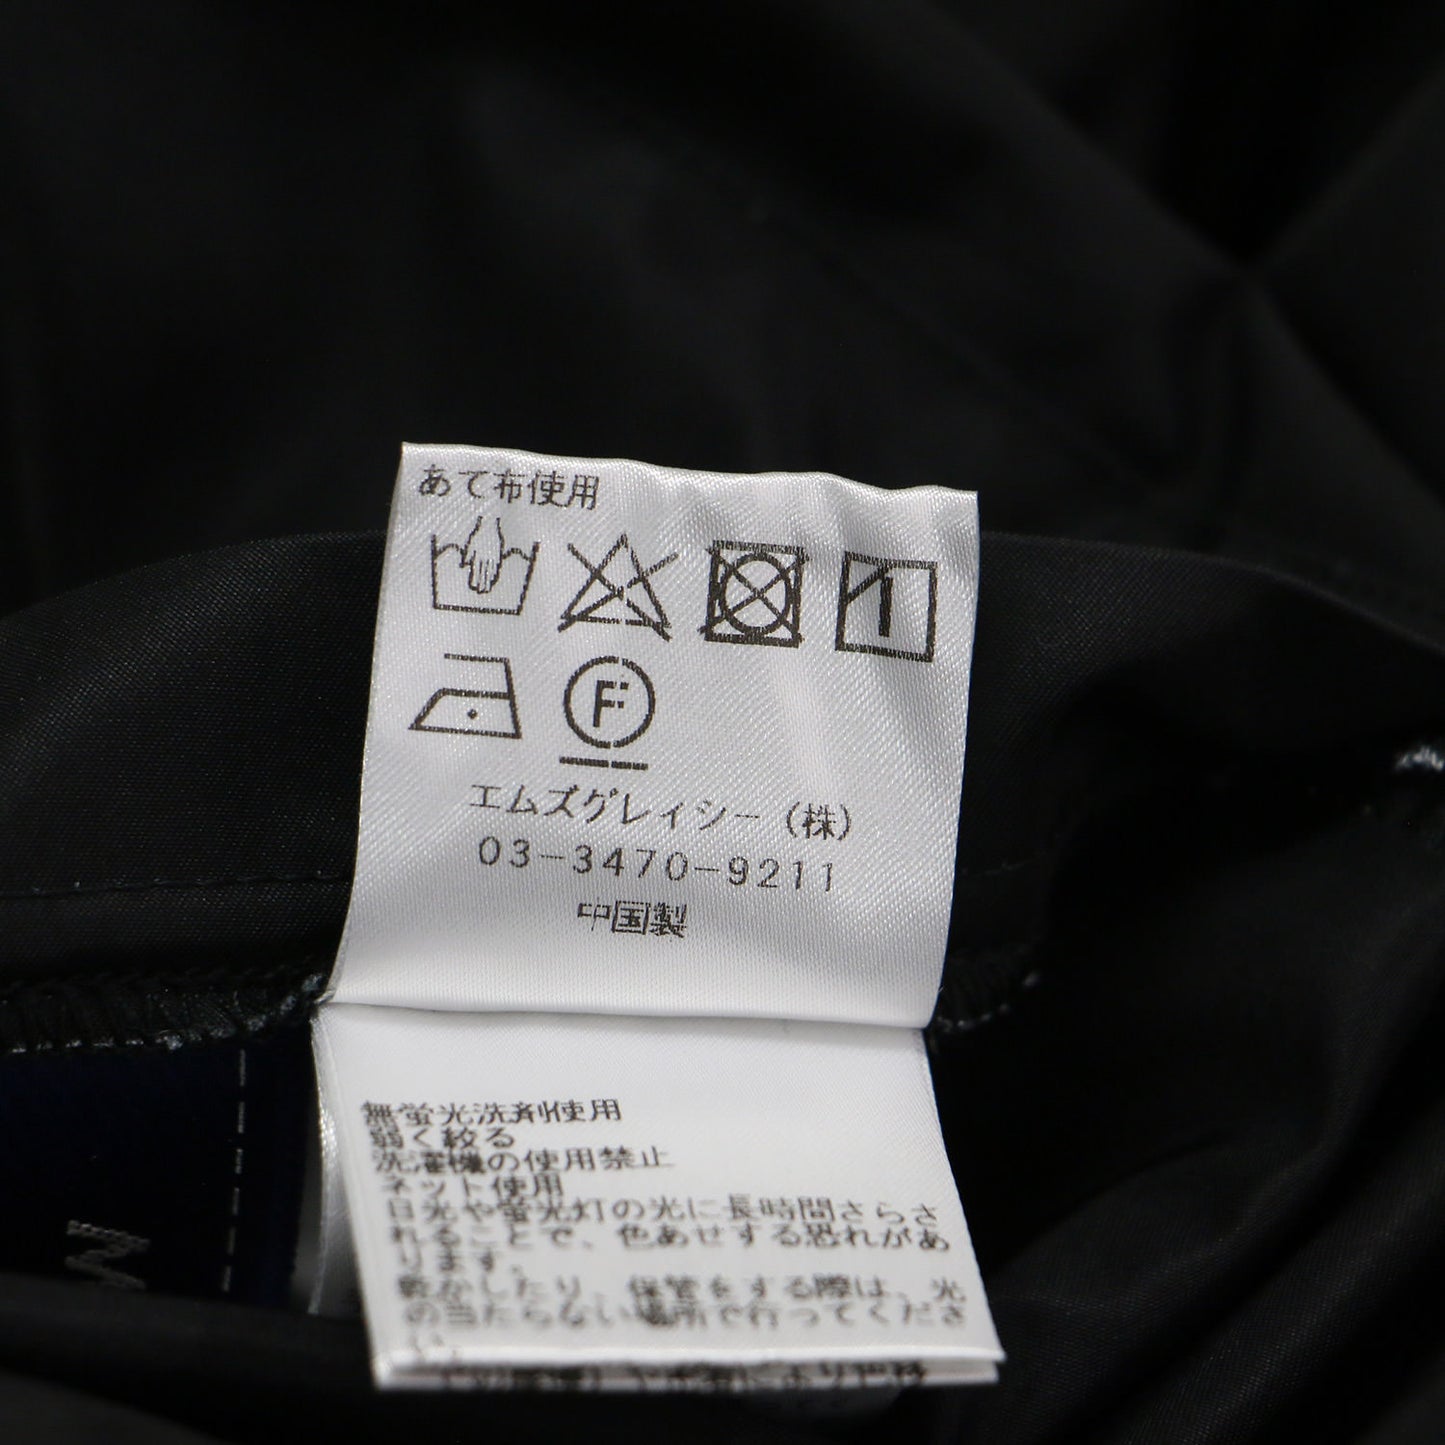 あて布使用
F
エムズグレイシー(株)
03-3470-9211
中国製
無蛍光洗剤使用
弱く絞る
洗濯機の使用禁止
ネット使用
日光や蛍光灯の光に長時間さらさ
れることで、色あせする恐れがあ
ります。
乾かしたり、保管をする際は、光
の当たらない場所で行ってくださ
い。
M